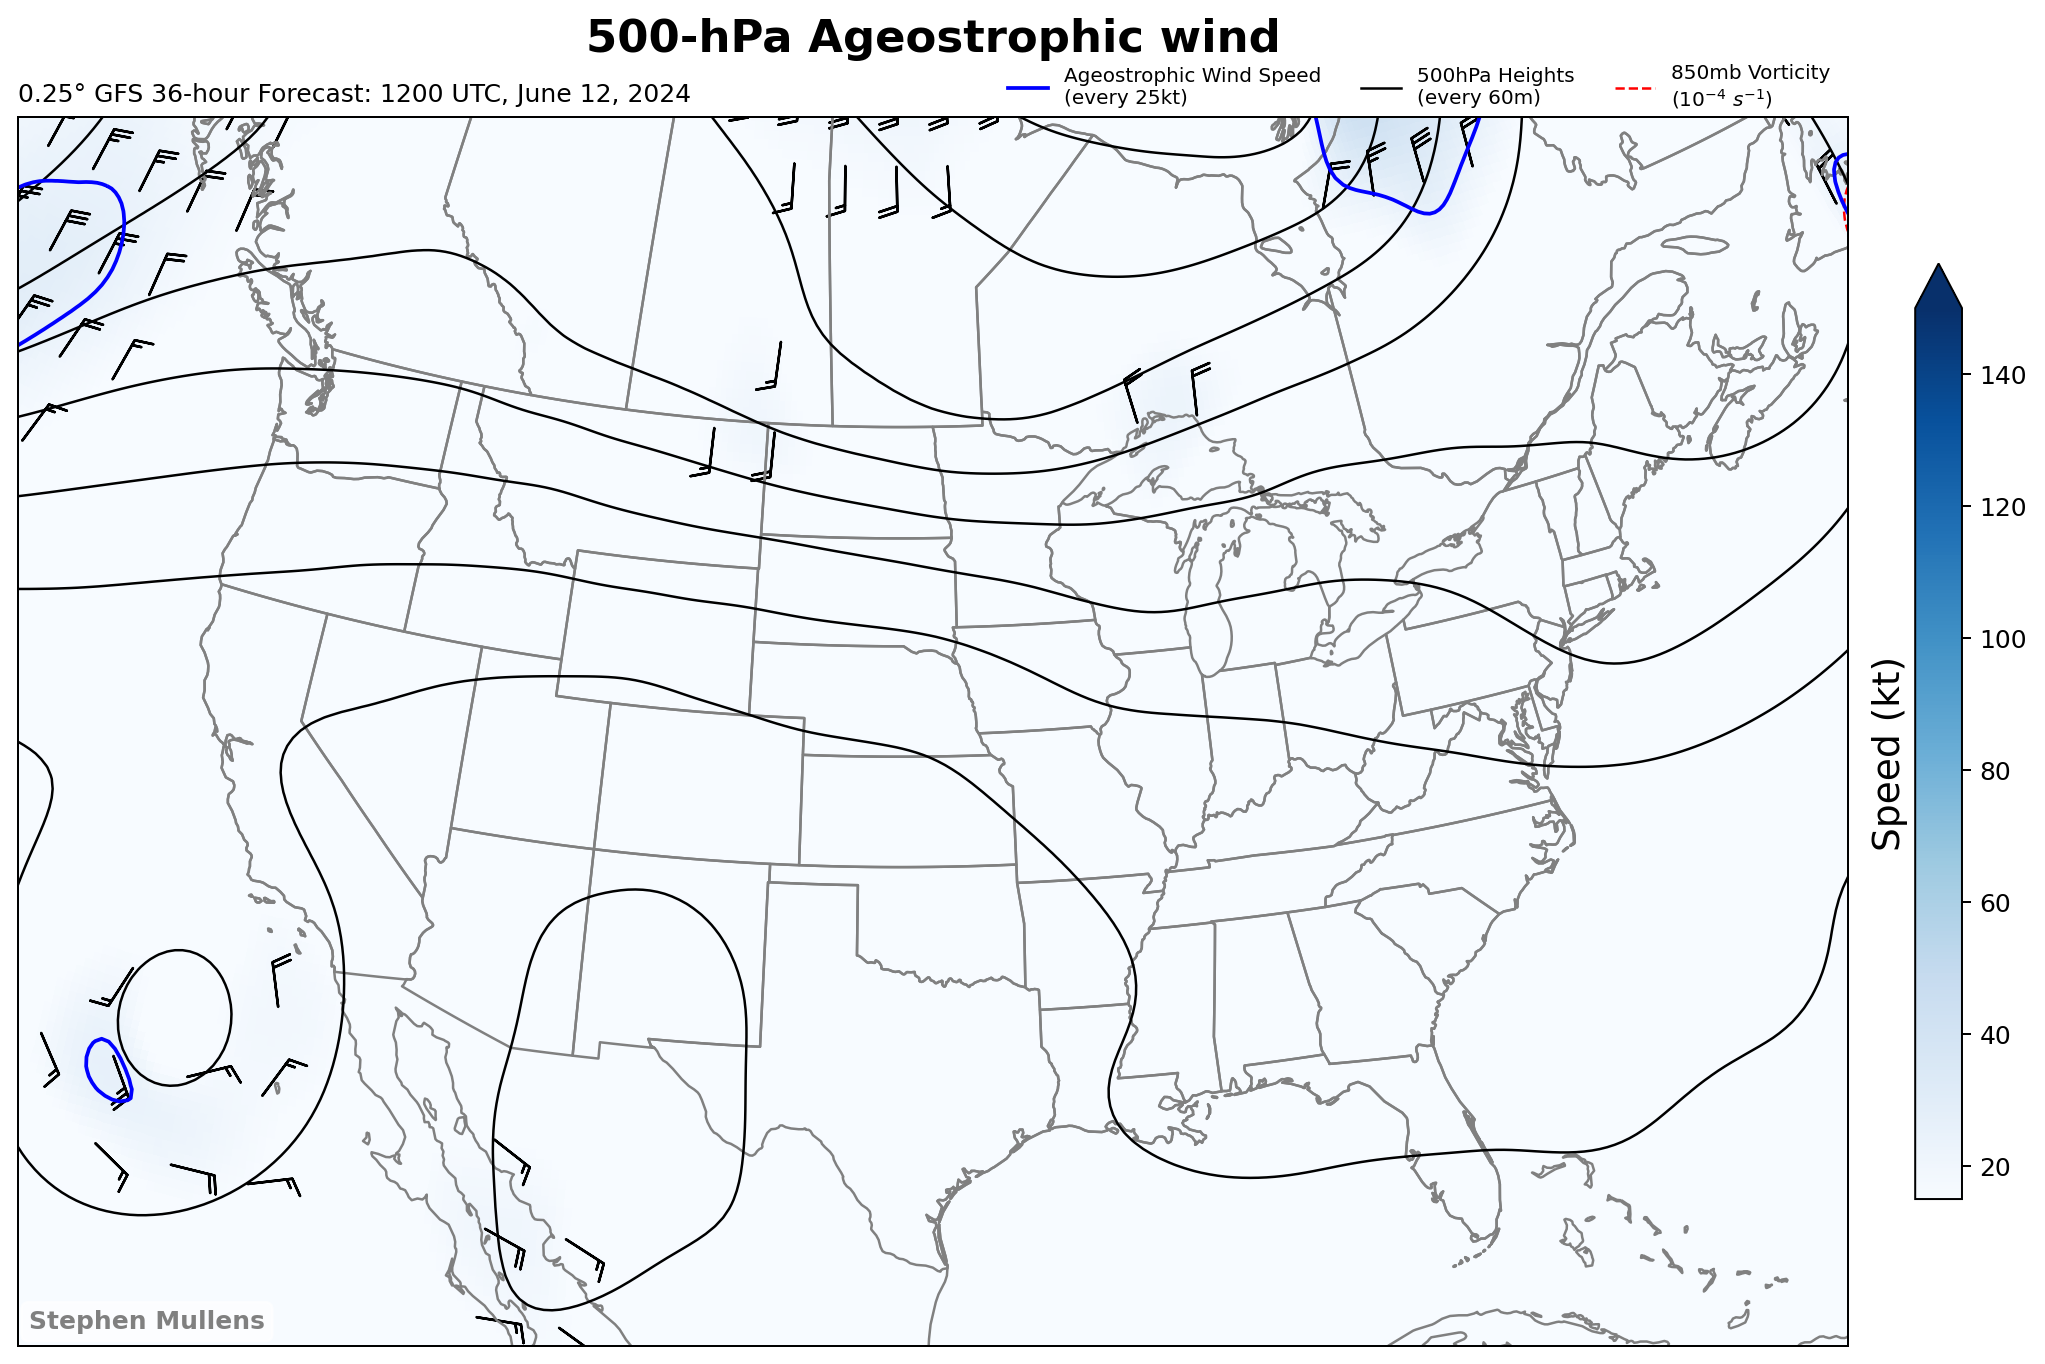 500-hPa Ageostrophic wind
0.25° GFS 36-hour Forecast: 1200 UTC, June 12, 2024
Ageostrophic Wind Speed
(every 25kt)
500hPa Heights
(every 60m)
850mb Vorticity
(10⁻⁴ s⁻¹)
140
120
100
80
60
40
20
Speed (kt)
Stephen Mullens